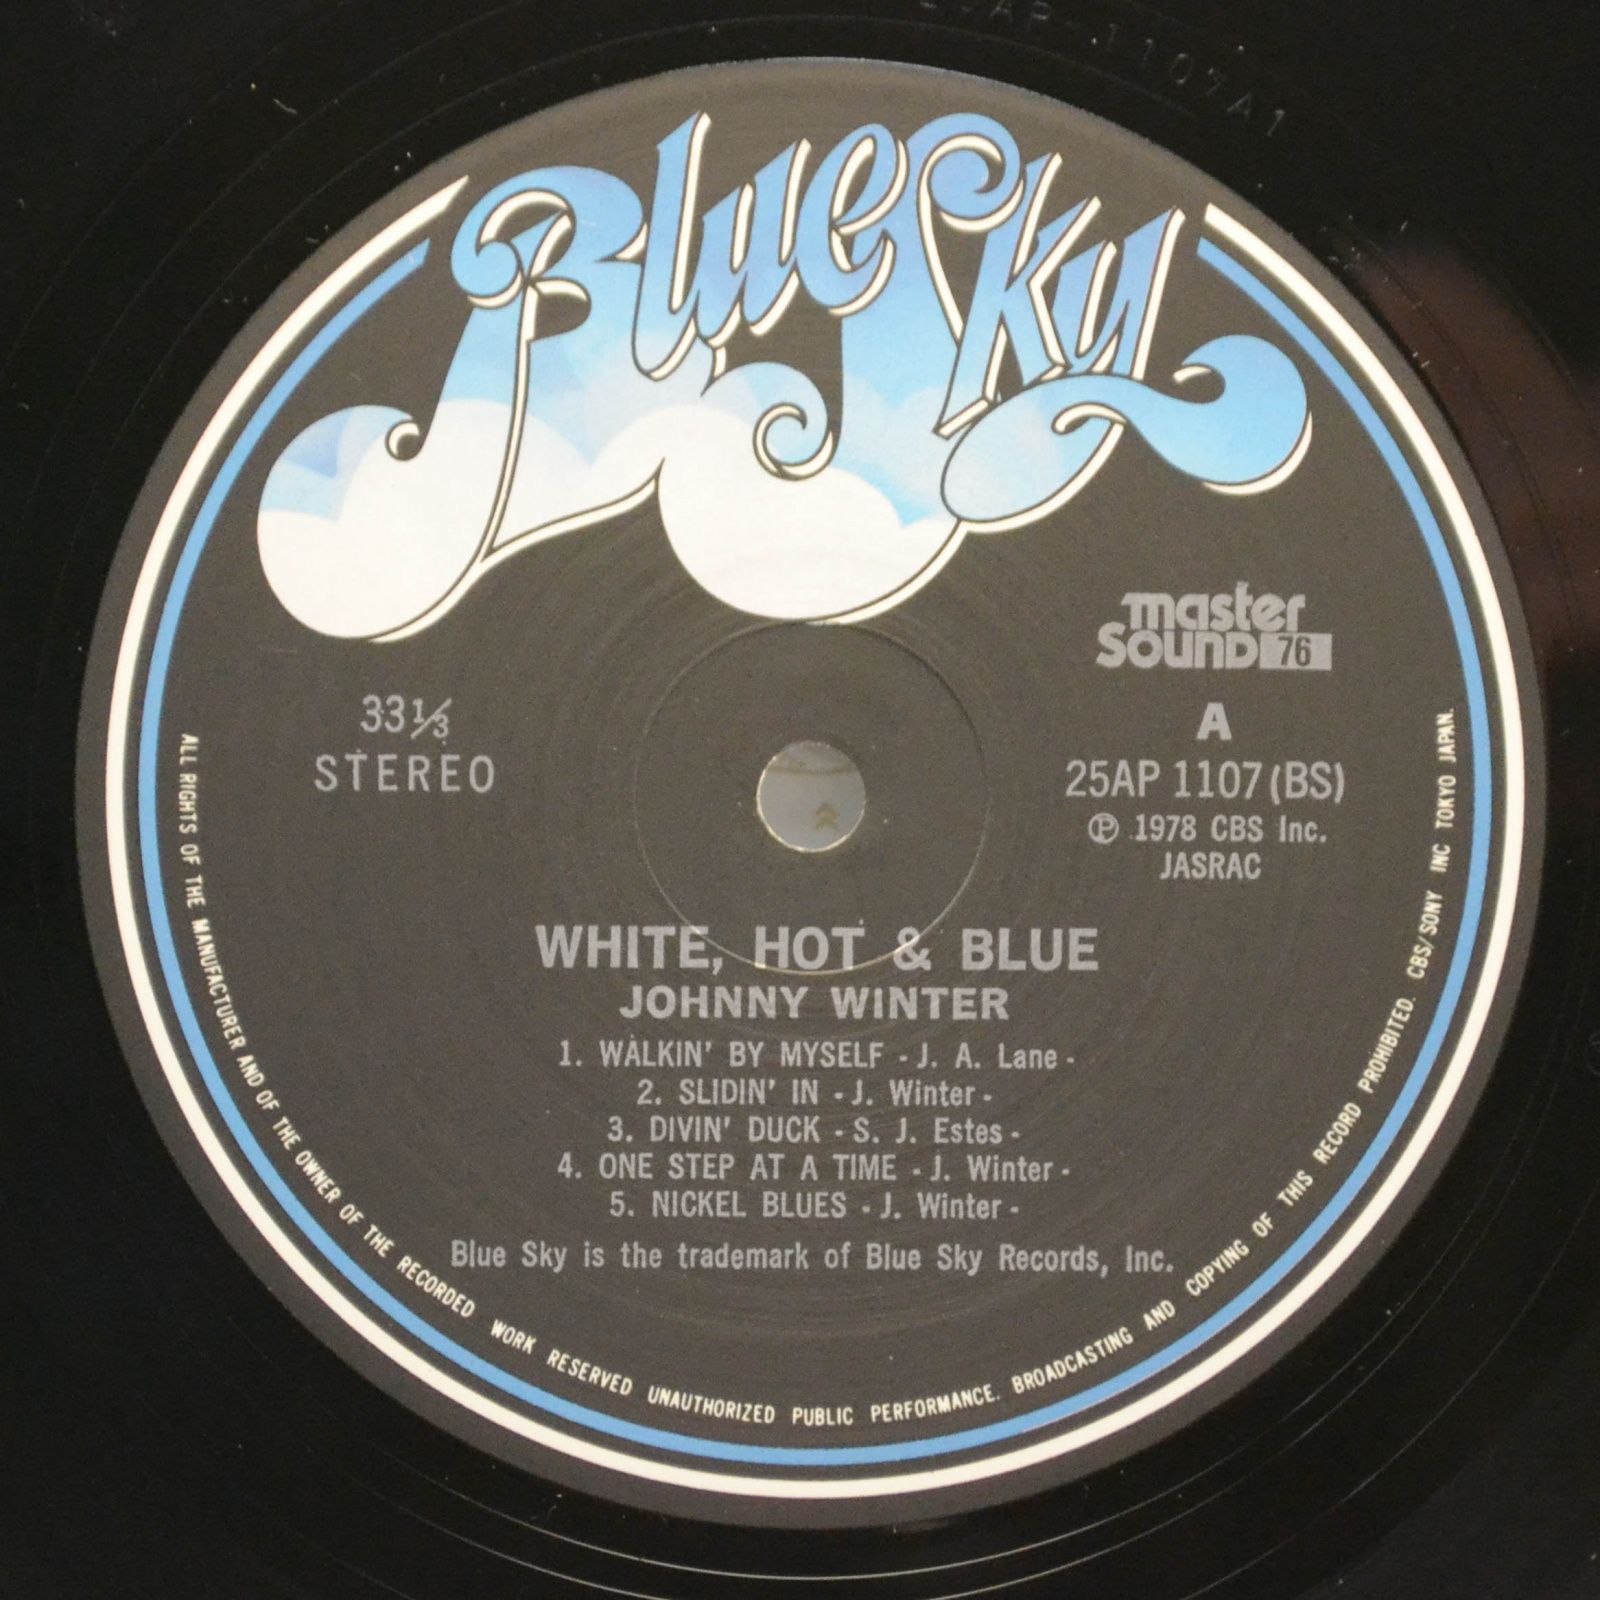 25AP 1107A1
Blue Sky
master
SOUND 76
33 1/3
STEREO
A
25AP 1107 (BS)
℗ 1978 CBS Inc.
JASRAC
WHITE, HOT & BLUE
JOHNNY WINTER
1. WALKIN' BY MYSELF - J. A. Lane -
2. SLIDIN' IN - J. Winter -
3. DIVIN' DUCK - S. J. Estes -
4. ONE STEP AT A TIME - J. Winter -
5. NICKEL BLUES - J. Winter -
Blue Sky is the trademark of Blue Sky Records, Inc.
ALL RIGHTS OF THE MANUFACTURER AND OF THE OWNER OF THE RECORDED WORK RESERVED UNAUTHORIZED PUBLIC PERFORMANCE. BROADCASTING AND COPYING OF THIS RECORD PROHIBITED. CBS/SONY INC TOKYO JAPAN.